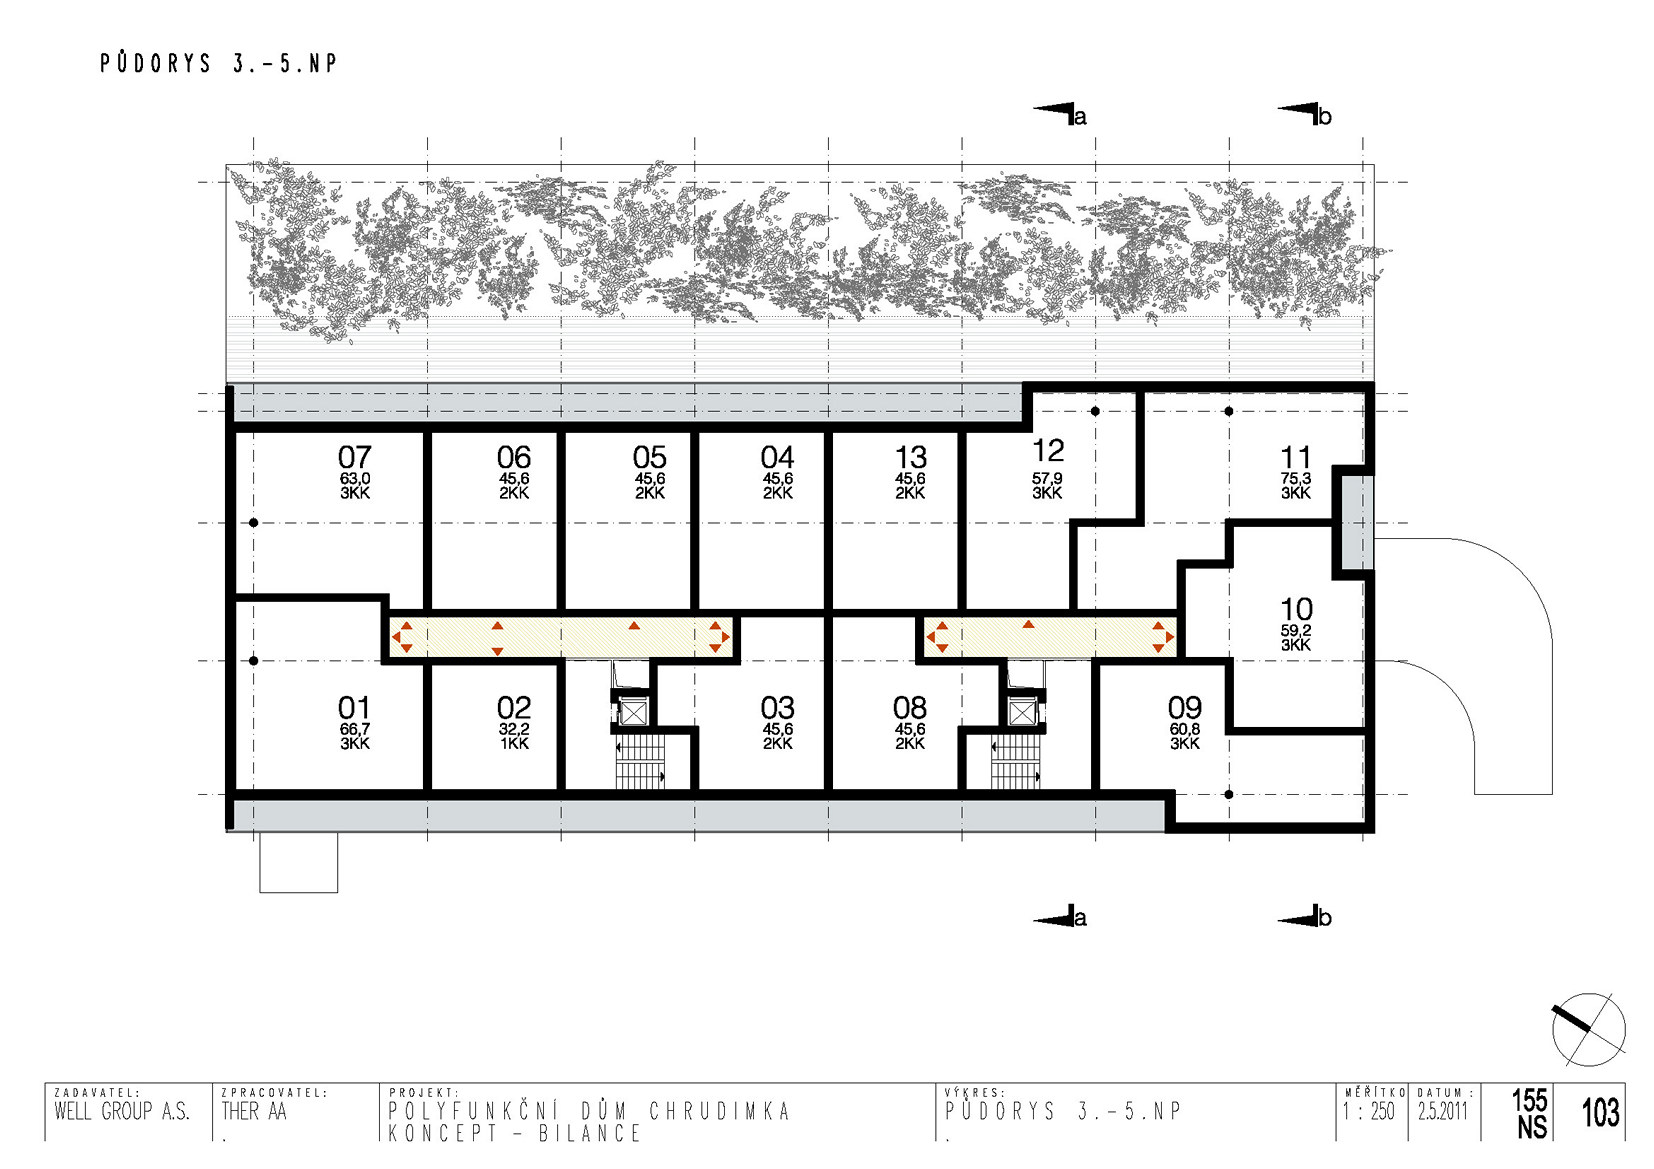 PŮDORYS 3.–5.NP
a
b
07
63,0
3KK
06
45,6
2KK
05
45,6
2KK
04
45,6
2KK
13
45,6
2KK
12
57,9
3KK
11
75,3
3KK
10
59,2
3KK
01
66,7
3KK
02
32,2
1KK
03
45,6
2KK
08
45,6
2KK
09
60,8
3KK
a
b
ZADAVATEL:
WELL GROUP A.S.
ZPRACOVATEL:
THER AA
.
PROJEKT:
POLYFUNKČNÍ DŮM CHRUDIMKA
KONCEPT – BILANCE
VÝKRES:
PŮDORYS 3.–5.NP
.
MĚŘÍTKO
1 : 250
DATUM :
2.5.2011
155
NS
103